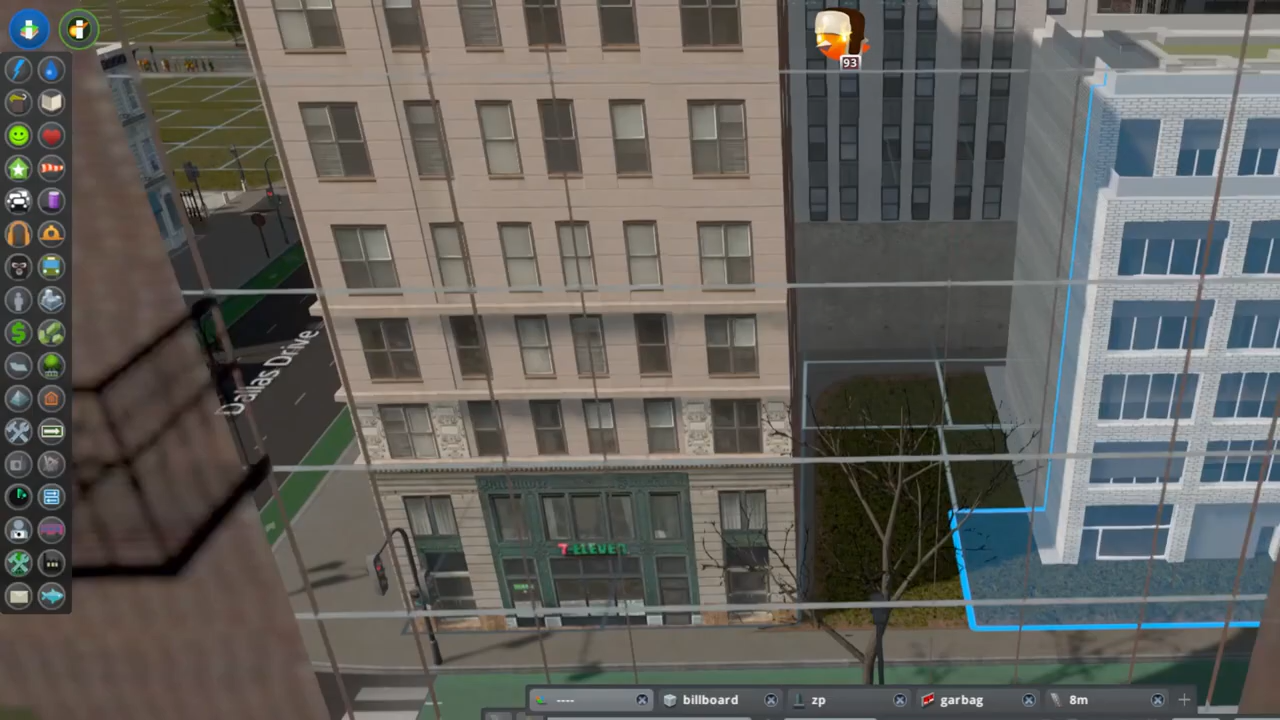 93
Dallas Drive
7-ELEVEN
----
billboard
zp
garbag
8m